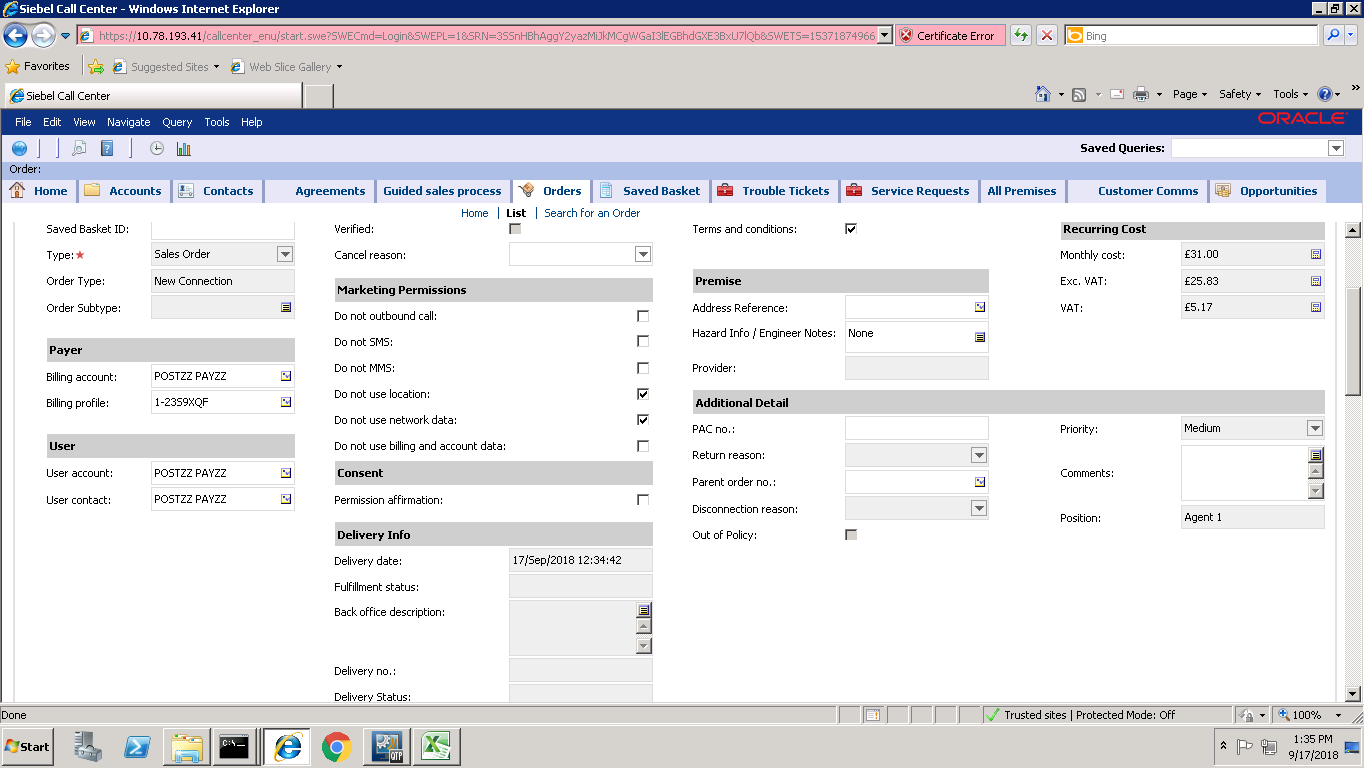 Siebel Call Center - Windows Internet Explorer
https://10.78.193.41/callcenter_enu/start.swe?SWECmd=Login&SWEPL=1&SRN=
Certificate Error
Bing
Favorites
Suggested Sites
Web Slice Gallery
Siebel Call Center
Page
Safety
Tools
File Edit View Navigate Query Tools Help
ORACLE
Saved Queries:
Order:
Home
Accounts
Contacts
Agreements
Guided sales process
Orders
Saved Basket
Trouble Tickets
Service Requests
All Premises
Customer Comms
Opportunities
Home | List | Search for an Order
Saved Basket ID:
Type:★ Sales Order
Order Type: New Connection
Order Subtype:
Payer
Billing account: POSTZZ PAYZZ
Billing profile: 1-23S9XQF
User
User account: POSTZZ PAYZZ
User contact: POSTZZ PAYZZ
Verified:
Cancel reason:
Marketing Permissions
Do not outbound call:
Do not SMS:
Do not MMS:
Do not use location:
Do not use network data:
Do not use billing and account data:
Consent
Permission affirmation:
Delivery Info
Delivery date: 17/Sep/2018 12:34:42
Fulfillment status:
Back office description:
Delivery no.:
Delivery Status:
Terms and conditions:
Premise
Address Reference:
Hazard Info / Engineer Notes: None
Provider:
Recurring Cost
Monthly cost: £31.00
Exc. VAT: £25.83
VAT: £5.17
Additional Detail
PAC no.:
Return reason:
Parent order no.:
Disconnection reason:
Out of Policy:
Priority: Medium
Comments:
Position: Agent 1
Done
Trusted sites | Protected Mode: Off
100%
Start
C:\
QTP
1:35 PM
9/17/2018